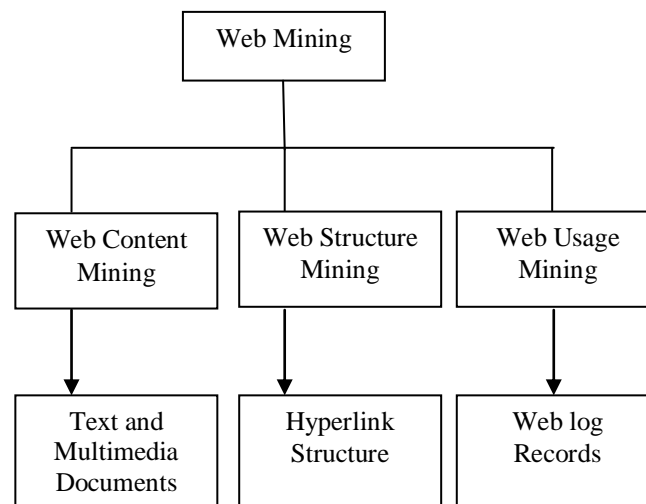 Web Mining
Web Content
Mining
Web Structure
Mining
Web Usage
Mining
Text and
Multimedia
Documents
Hyperlink
Structure
Web log
Records